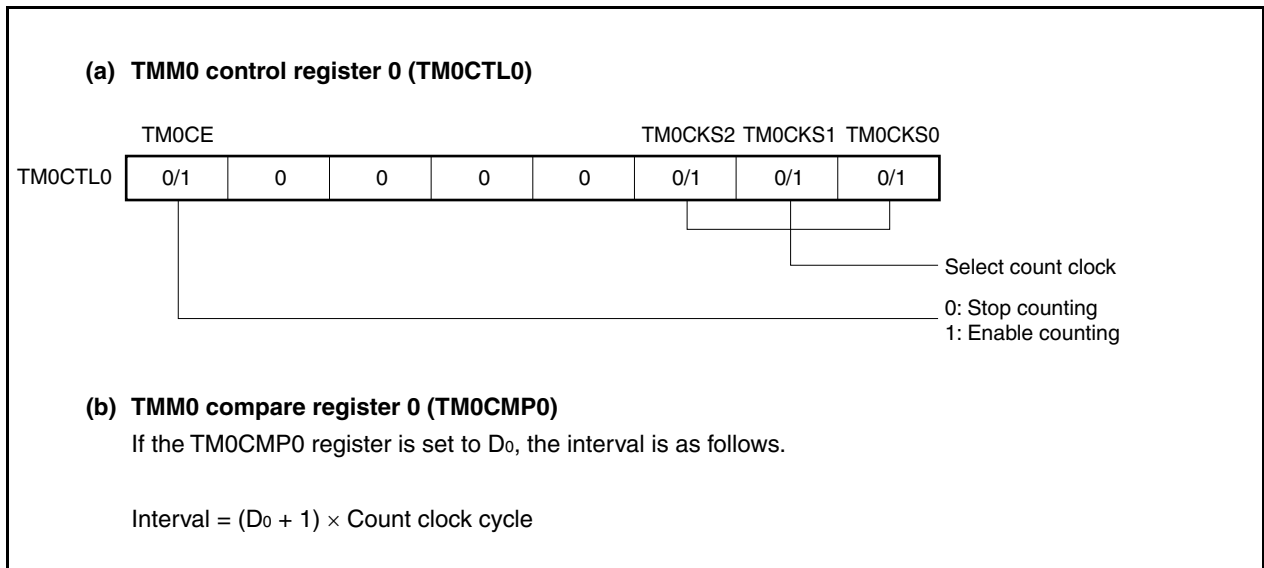 (a) TMM0 control register 0 (TM0CTL0)
TM0CE TM0CKS2 TM0CKS1 TM0CKS0
TM0CTL0 0/1 0 0 0 0 0/1 0/1 0/1
Select count clock
0: Stop counting
1: Enable counting
(b) TMM0 compare register 0 (TM0CMP0)
If the TM0CMP0 register is set to D0, the interval is as follows.
Interval = (D0 + 1) × Count clock cycle